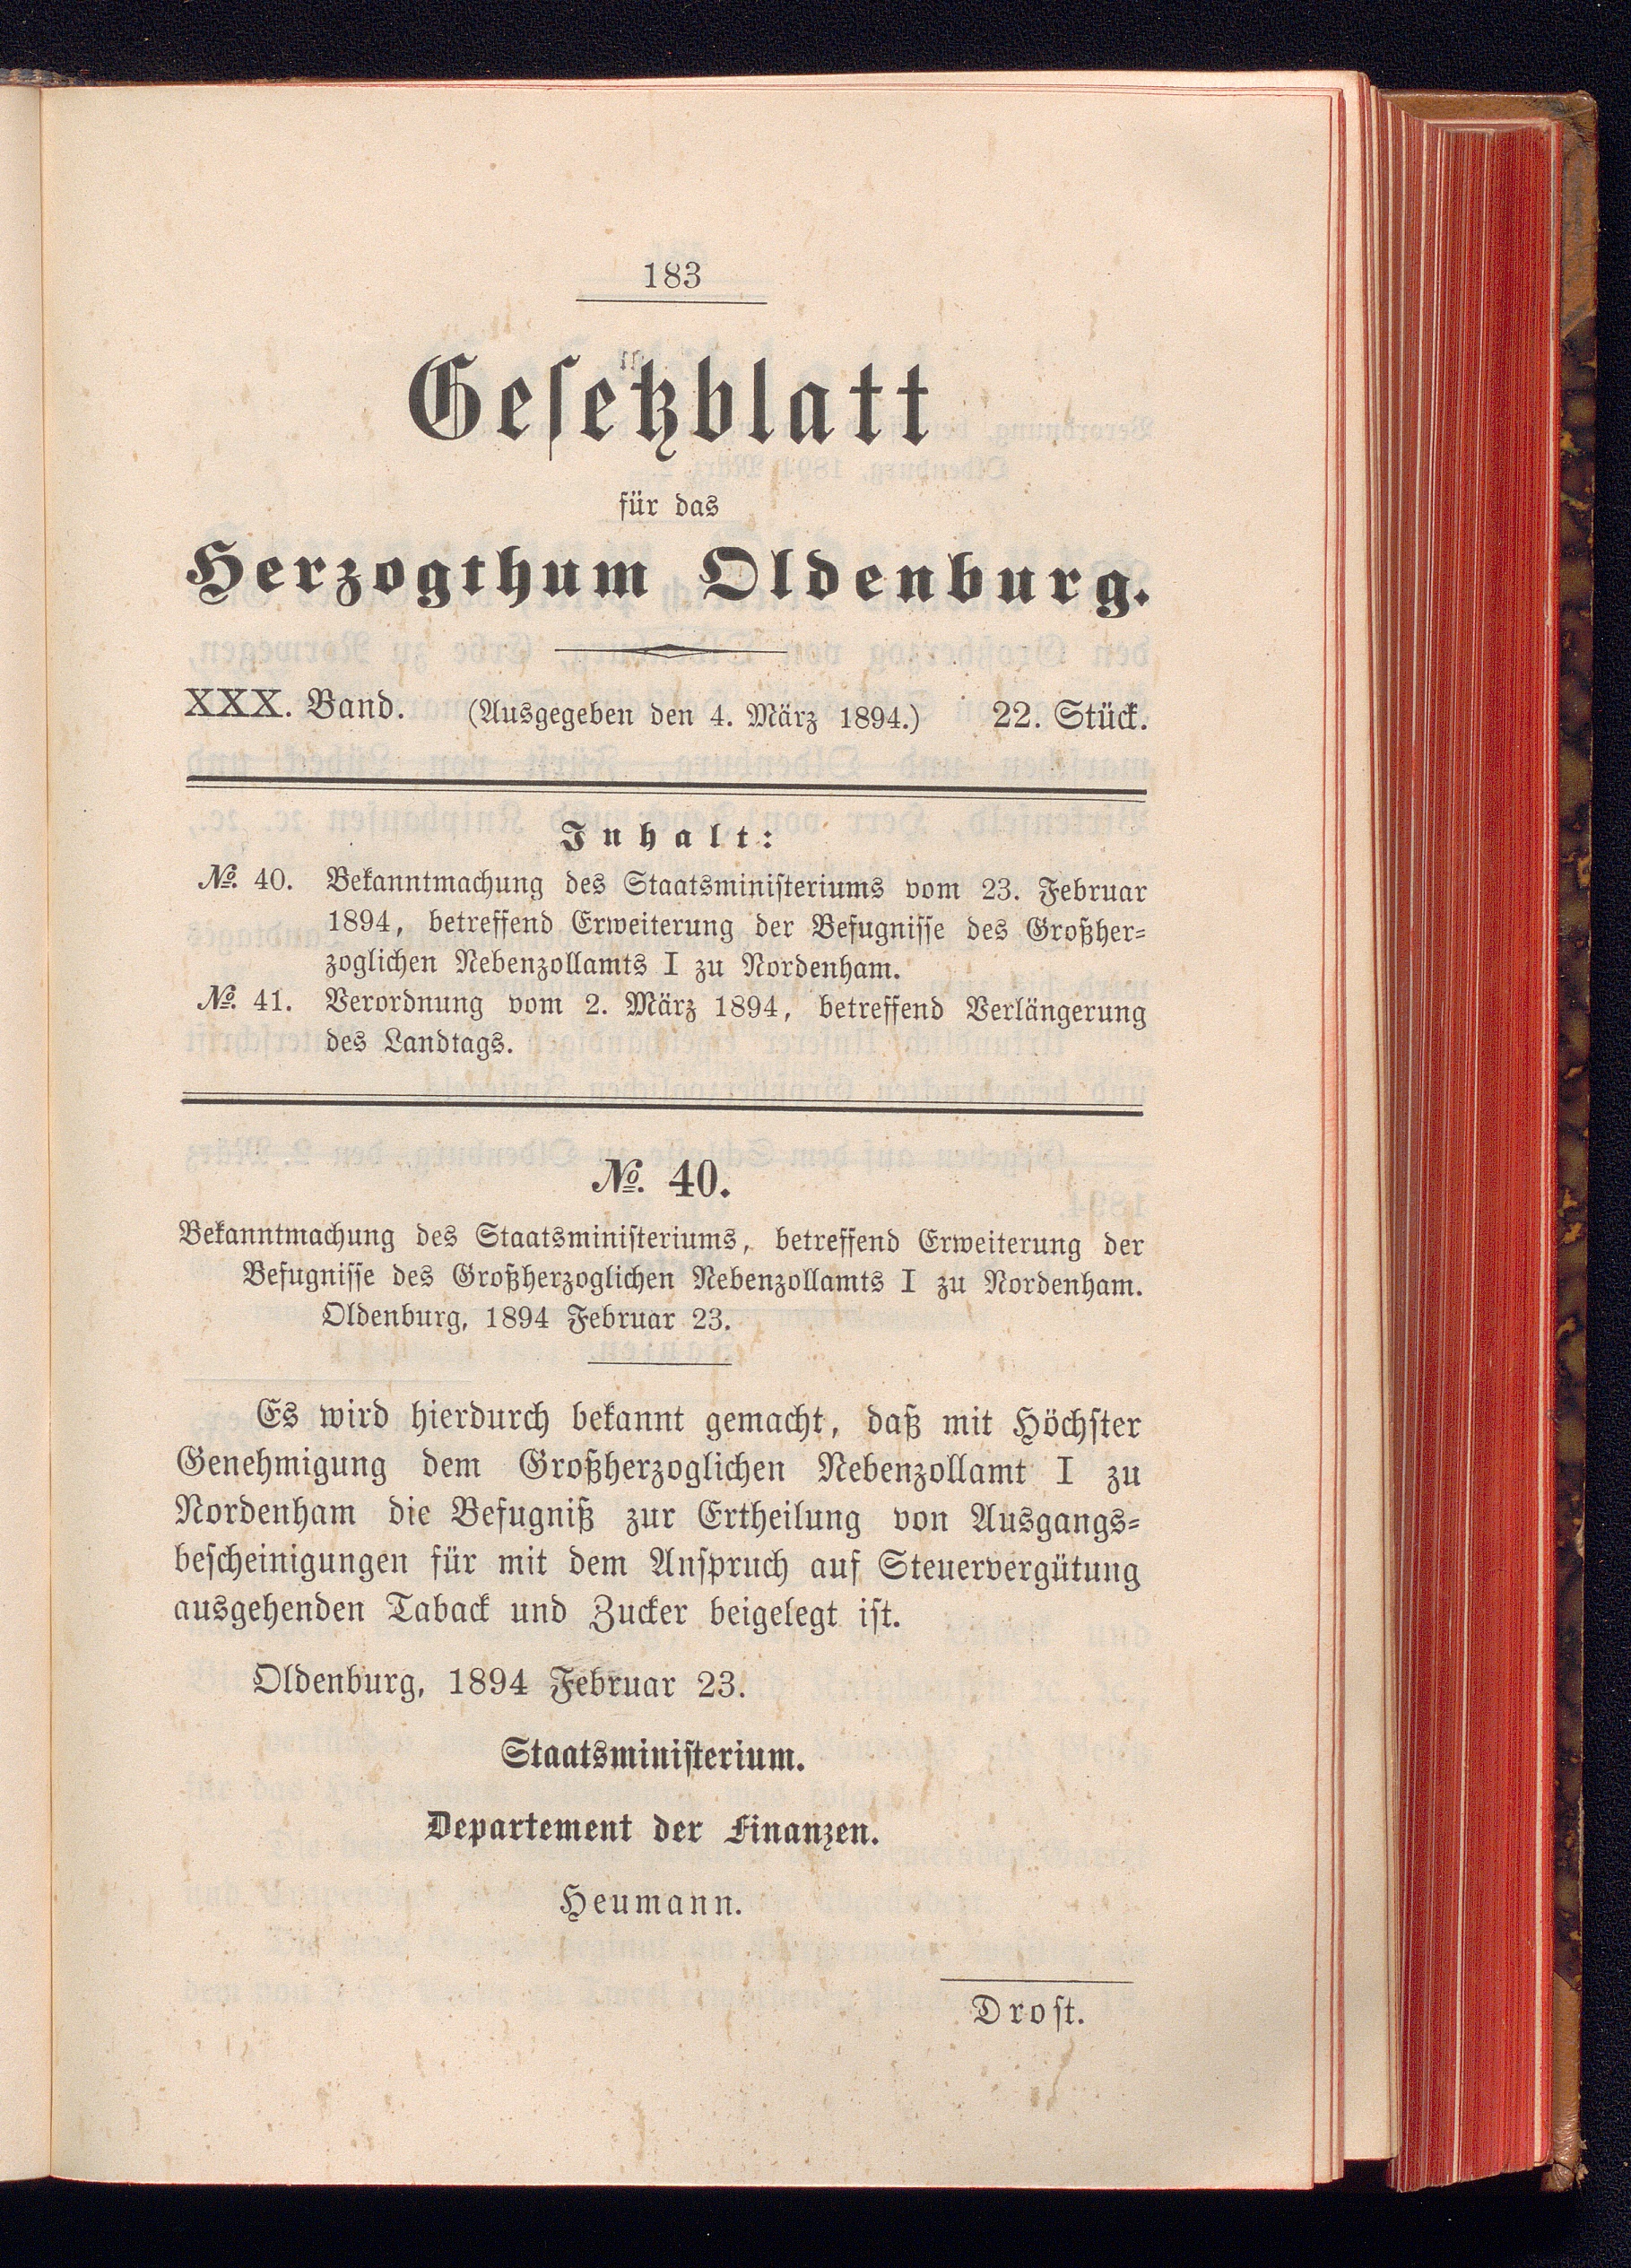 183
Gesetzblatt
für das
Herzogthum Oldenburg.
XXX. Band. (Ausgegeben den 4. März 1894.) 22. Stück.
Inhalt:
№. 40. Bekanntmachung des Staatsministeriums vom 23. Februar
1894, betreffend Erweiterung der Befugnisse des Großher-
zoglichen Nebenzollamts I zu Nordenham.
№. 41. Verordnung vom 2. März 1894, betreffend Verlängerung
des Landtags.
№. 40.
Bekanntmachung des Staatsministeriums, betreffend Erweiterung der
Befugnisse des Großherzoglichen Nebenzollamts I zu Nordenham.
Oldenburg, 1894 Februar 23.
Es wird hierdurch bekannt gemacht, daß mit Höchster
Genehmigung dem Großherzoglichen Nebenzollamt I zu
Nordenham die Befugniß zur Ertheilung von Ausgangs-
bescheinigungen für mit dem Anspruch auf Steuervergütung
ausgehenden Taback und Zucker beigelegt ist.
Oldenburg, 1894 Februar 23.
Staatsministerium.
Departement der Finanzen.
Heumann.
Drost.